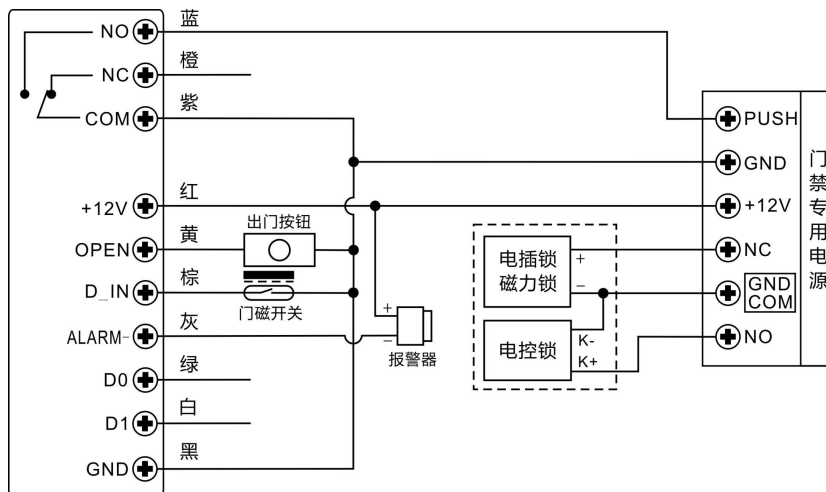 NO 蓝
NC 橙
COM 紫
PUSH
GND
+12V 红
+12V
OPEN 黄 出门按钮
NC
D_IN 棕
门磁开关
ALARM- 灰
+
−
报警器
D0 绿
D1 白
GND 黑
电插锁 +
磁力锁 −
GND
COM
电控锁
K-
K+
NO
门禁专用电源